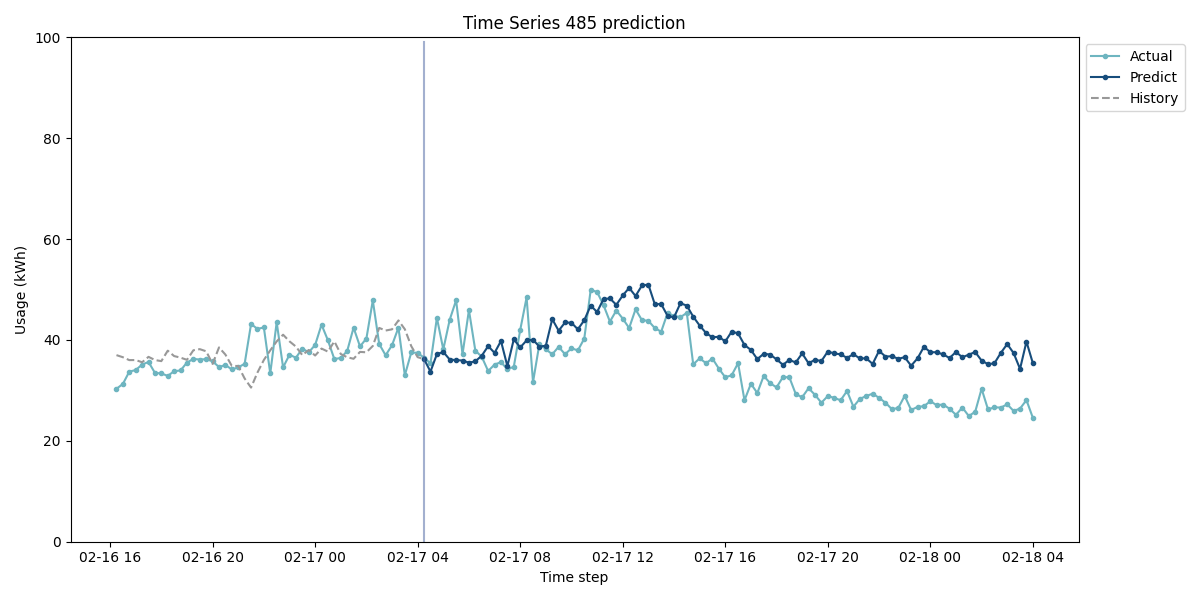 Time Series 485 prediction
100
80
60
40
20
0
Usage (kWh)
02-16 16
02-16 20
02-17 00
02-17 04
02-17 08
02-17 12
02-17 16
02-17 20
02-18 00
02-18 04
Time step
Actual
Predict
History